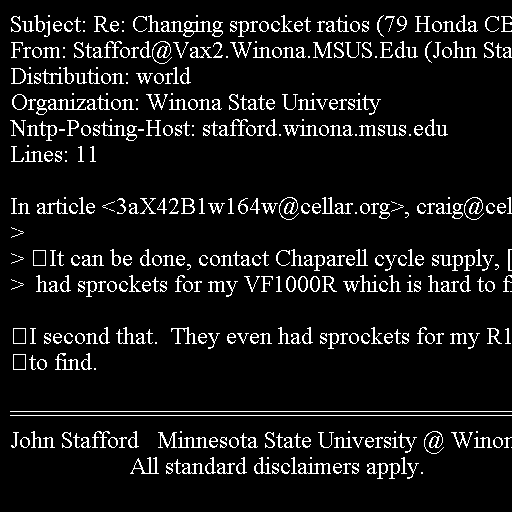 Subject: Re: Changing sprocket ratios (79 Honda CB
From: Stafford@Vax2.Winona.MSUS.Edu (John Sta
Distribution: world
Organization: Winona State University
Nntp-Posting-Host: stafford.winona.msus.edu
Lines: 11

In article <3aX42B1w164w@cellar.org>, craig@cel
>
> □It can be done, contact Chaparell cycle supply, [
>  had sprockets for my VF1000R which is hard to fi

□I second that.  They even had sprockets for my R1
□to find.

John Stafford   Minnesota State University @ Winon
All standard disclaimers apply.